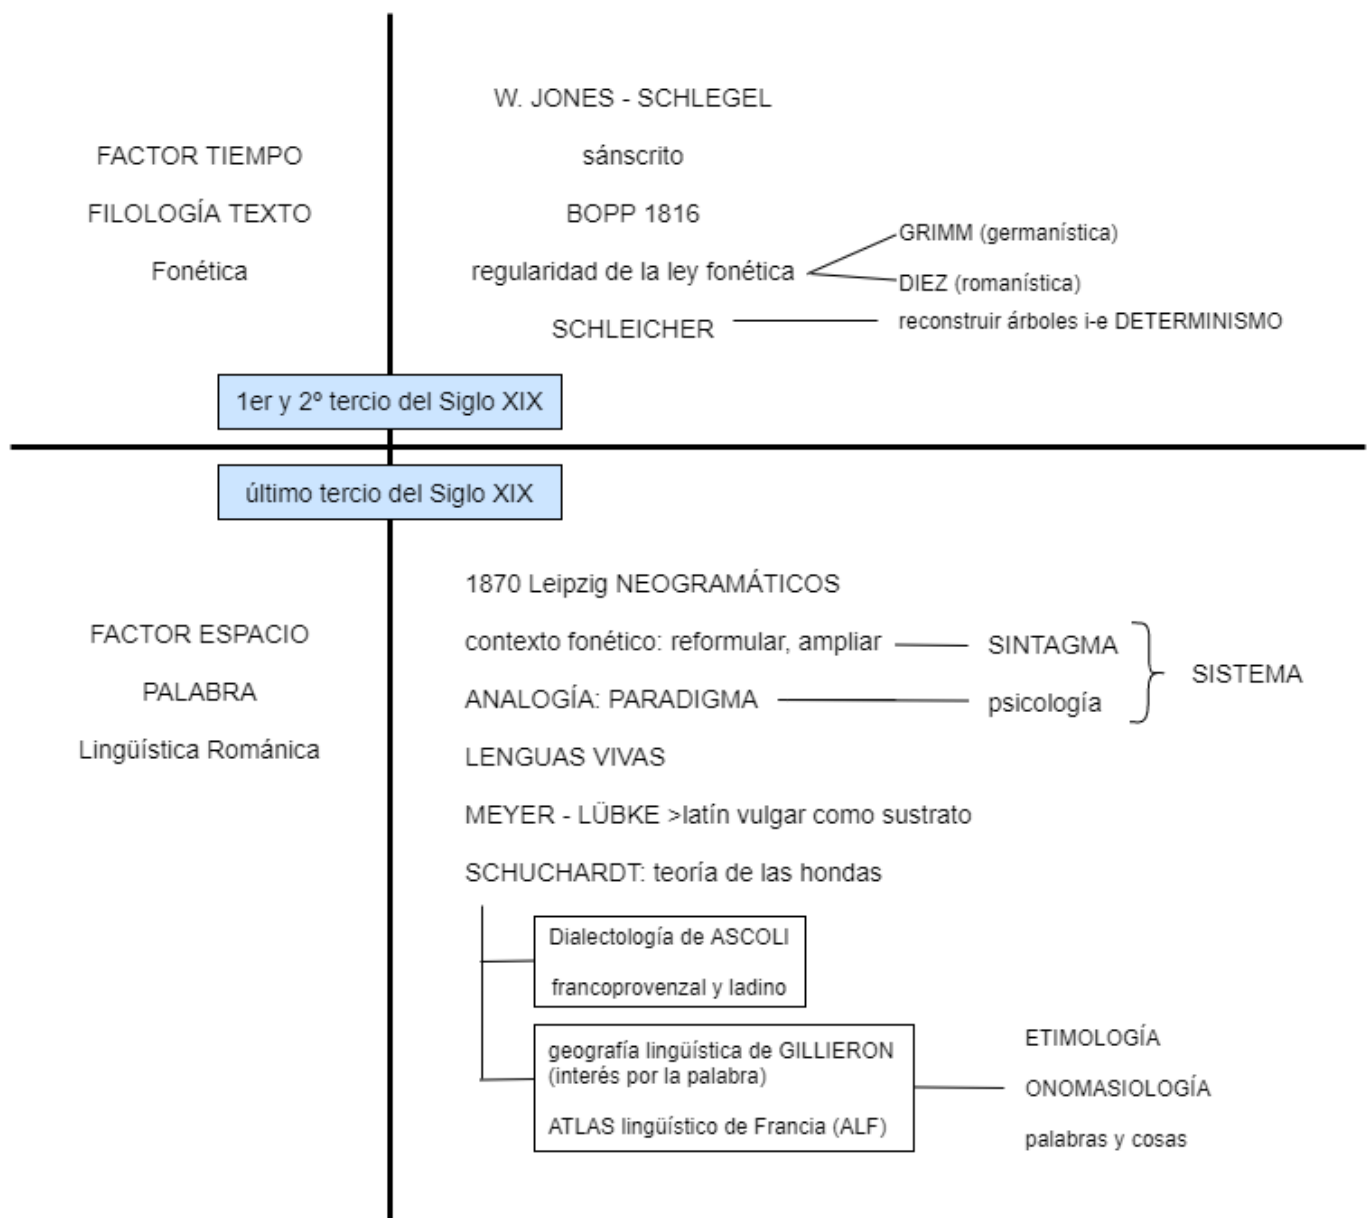 W. JONES - SCHLEGEL
FACTOR TIEMPO
sánscrito
FILOLOGÍA TEXTO
BOPP 1816
GRIMM (germanística)
Fonética
regularidad de la ley fonética
DIEZ (romanística)
SCHLEICHER
reconstruir árboles i-e DETERMINISMO
1er y 2º tercio del Siglo XIX
último tercio del Siglo XIX
1870 Leipzig NEOGRAMÁTICOS
FACTOR ESPACIO
contexto fonético: reformular, ampliar
SINTAGMA
SISTEMA
PALABRA
ANALOGÍA: PARADIGMA
psicología
Lingüística Románica
LENGUAS VIVAS
MEYER - LÜBKE >latín vulgar como sustrato
SCHUCHARDT: teoría de las hondas
Dialectología de ASCOLI
francoprovenzal y ladino
geografía lingüística de GILLIERON
(interés por la palabra)
ATLAS lingüístico de Francia (ALF)
ETIMOLOGÍA
ONOMASIOLOGÍA
palabras y cosas